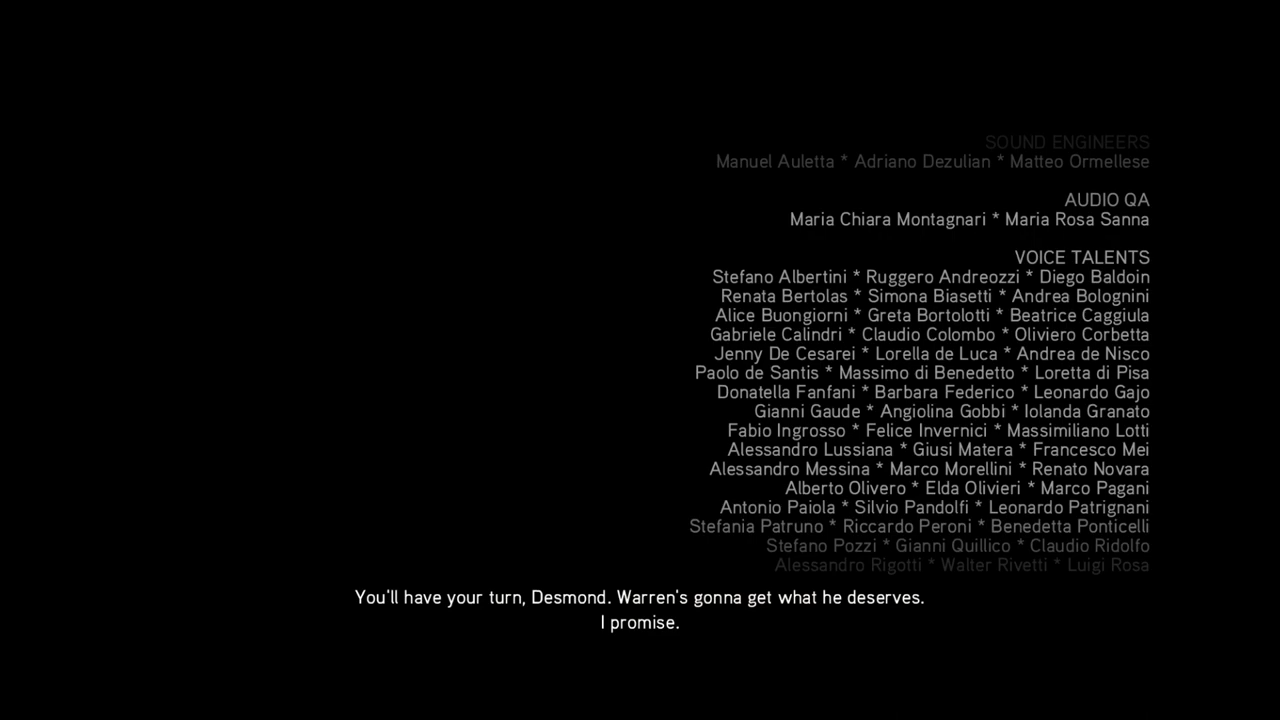 SOUND ENGINEERS
Manuel Auletta * Adriano Dezulian * Matteo Ormellese
AUDIO QA
Maria Chiara Montagnari * Maria Rosa Sanna
VOICE TALENTS
Stefano Albertini * Ruggero Andreozzi * Diego Baldoin
Renata Bertolas * Simona Biasetti * Andrea Bolognini
Alice Buongiorni * Greta Bortolotti * Beatrice Caggiula
Gabriele Calindri * Claudio Colombo * Oliviero Corbetta
Jenny De Cesarei * Lorella de Luca * Andrea de Nisco
Paolo de Santis * Massimo di Benedetto * Loretta di Pisa
Donatella Fanfani * Barbara Federico * Leonardo Gajo
Gianni Gaude * Angiolina Gobbi * Iolanda Granato
Fabio Ingrosso * Felice Invernici * Massimiliano Lotti
Alessandro Lussiana * Giusi Matera * Francesco Mei
Alessandro Messina * Marco Morellini * Renato Novara
Alberto Olivero * Elda Olivieri * Marco Pagani
Antonio Paiola * Silvio Pandolfi * Leonardo Patrignani
Stefania Patruno * Riccardo Peroni * Benedetta Ponticelli
Stefano Pozzi * Gianni Quillico * Claudio Ridolfo
Alessandro Rigotti * Walter Rivetti * Luigi Rosa
You'll have your turn, Desmond. Warren's gonna get what he deserves.
I promise.